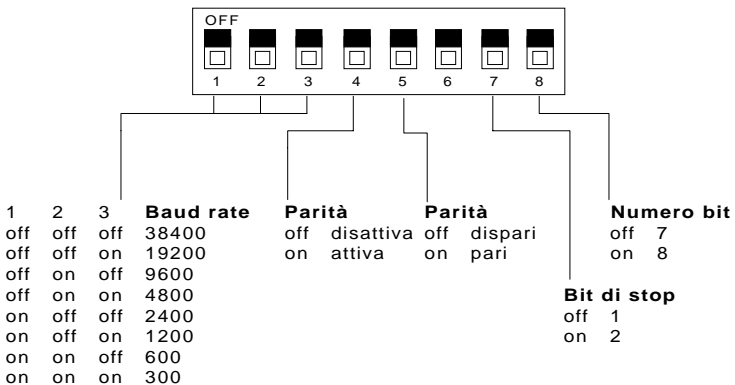 OFF
1 2 3 4 5 6 7 8
1 2 3 Baud rate
off off off 38400
off off on 19200
off on off 9600
off on on 4800
on off off 2400
on off on 1200
on on off 600
on on on 300
Parità
off disattiva
on attiva
Parità
off dispari
on pari
Bit di stop
off 1
on 2
Numero bit
off 7
on 8